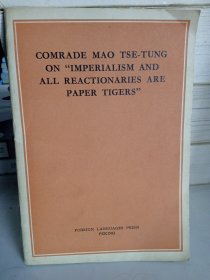 COMRADE MAO TSE-TUNG
ON "IMPERIALISM AND
ALL REACTIONARIES ARE
PAPER TIGERS"
FOREIGN LANGUAGES PRESS
PEKING